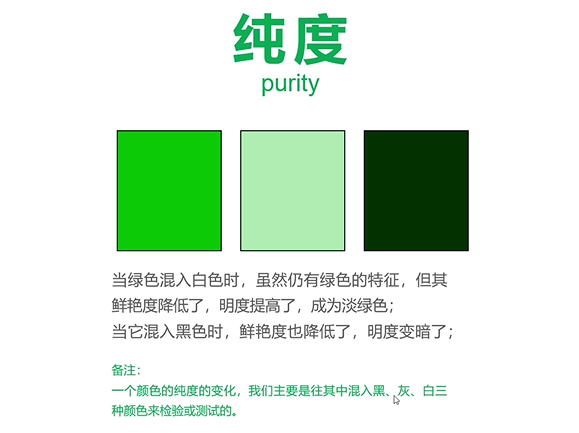 纯度
purity
当绿色混入白色时，虽然仍有绿色的特征，但其
鲜艳度降低了，明度提高了，成为淡绿色；
当它混入黑色时，鲜艳度也降低了，明度变暗了；
备注：
一个颜色的纯度的变化，我们主要是往其中混入黑、灰、白三
种颜色来检验或测试的。